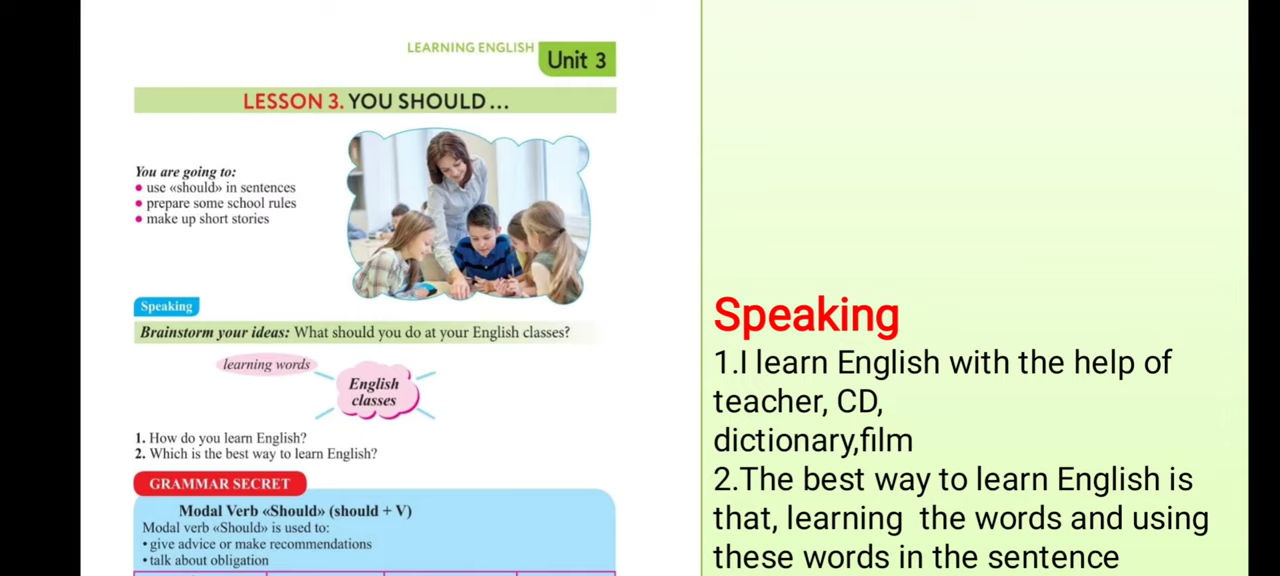 LEARNING ENGLISH
Unit 3
LESSON 3. YOU SHOULD...
You are going to:
• use «should» in sentences
• prepare some school rules
• make up short stories
Speaking
Brainstorm your ideas: What should you do at your English classes?
learning words
English
classes
1. How do you learn English?
2. Which is the best way to learn English?
GRAMMAR SECRET
Modal Verb «Should» (should + V)
Modal verb «Should» is used to:
• give advice or make recommendations
• talk about obligation
Speaking
1.I learn English with the help of
teacher, CD,
dictionary,film
2.The best way to learn English is
that, learning the words and using
these words in the sentence